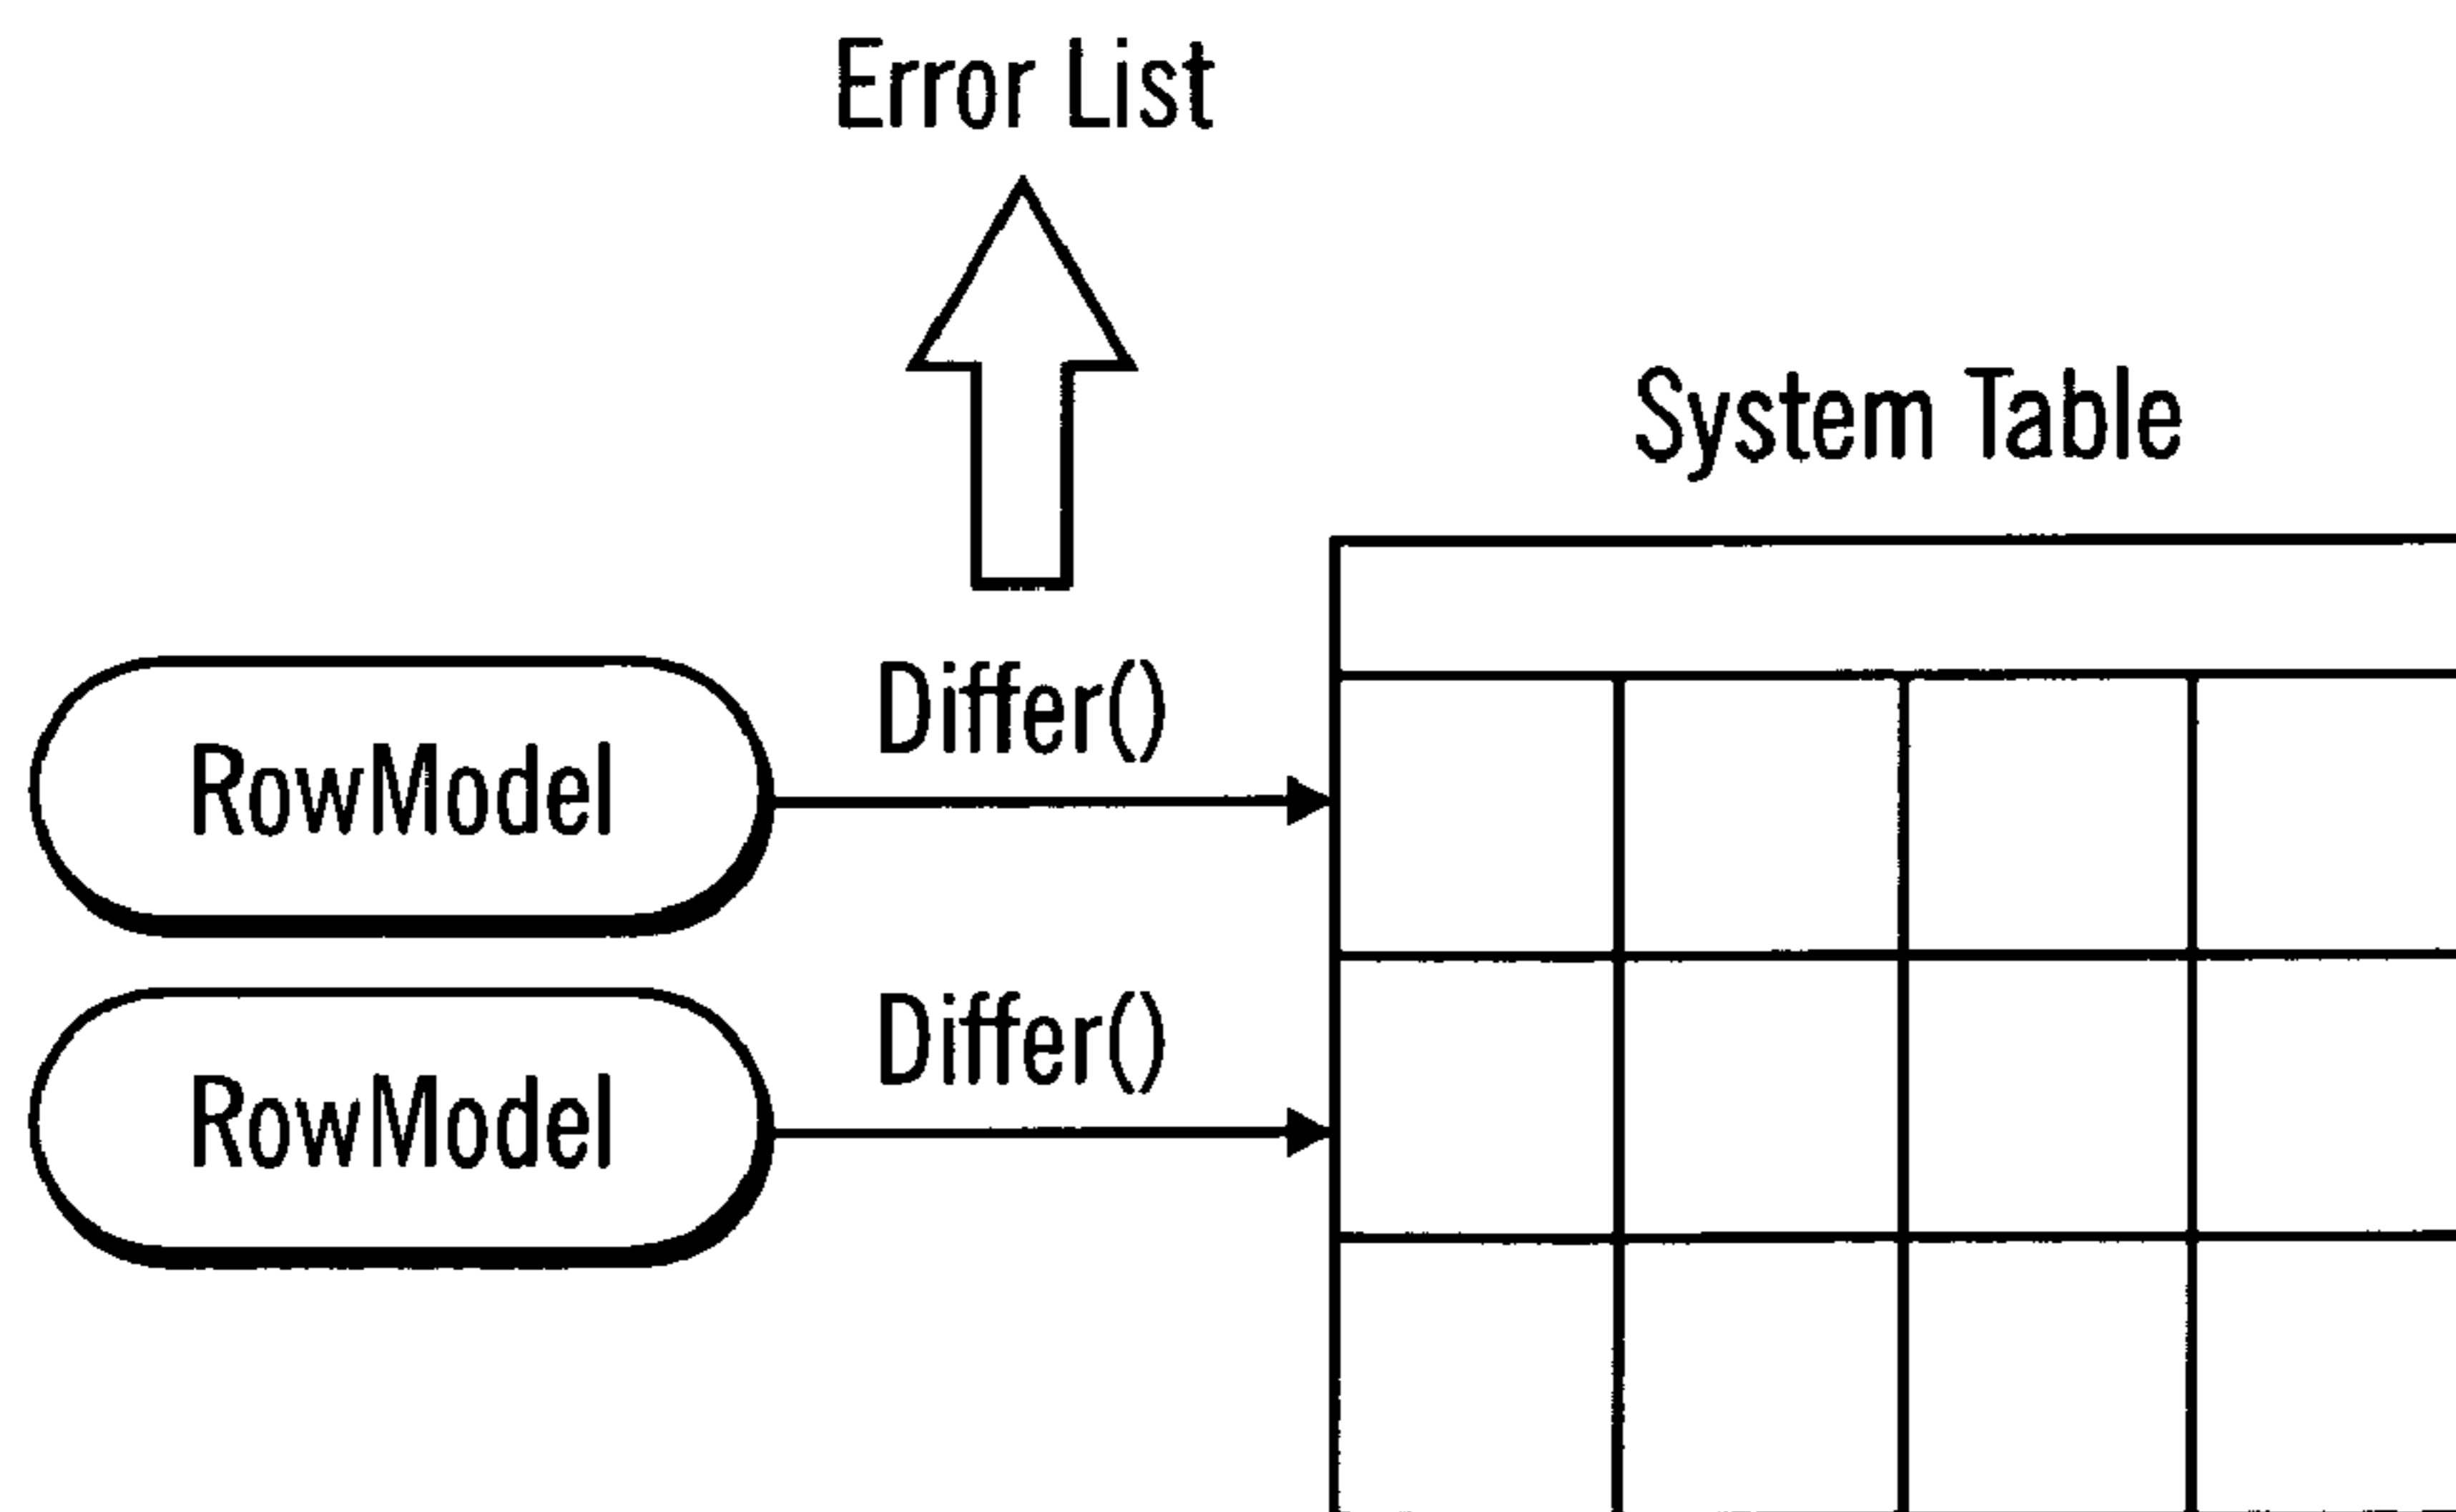 Error List
System Table
Differ()
RowModel
Differ()
RowModel